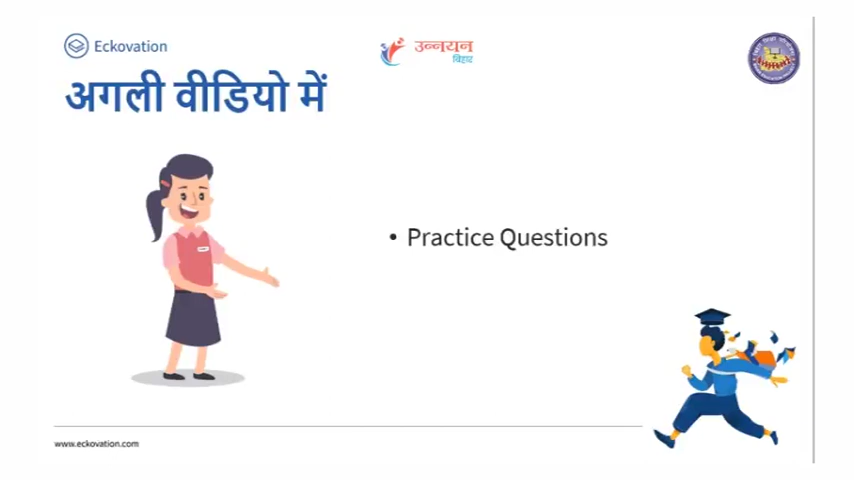 Eckovation
उन्नयन
बिहार
अगली वीडियो में
• Practice Questions
www.eckovation.com